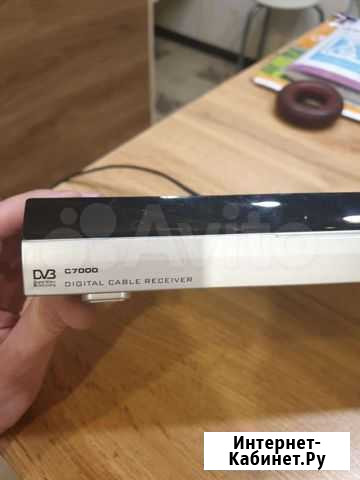 Avito
DVB C7000
DIGITAL CABLE RECEIVER
Интернет-
Кабинет.Ру